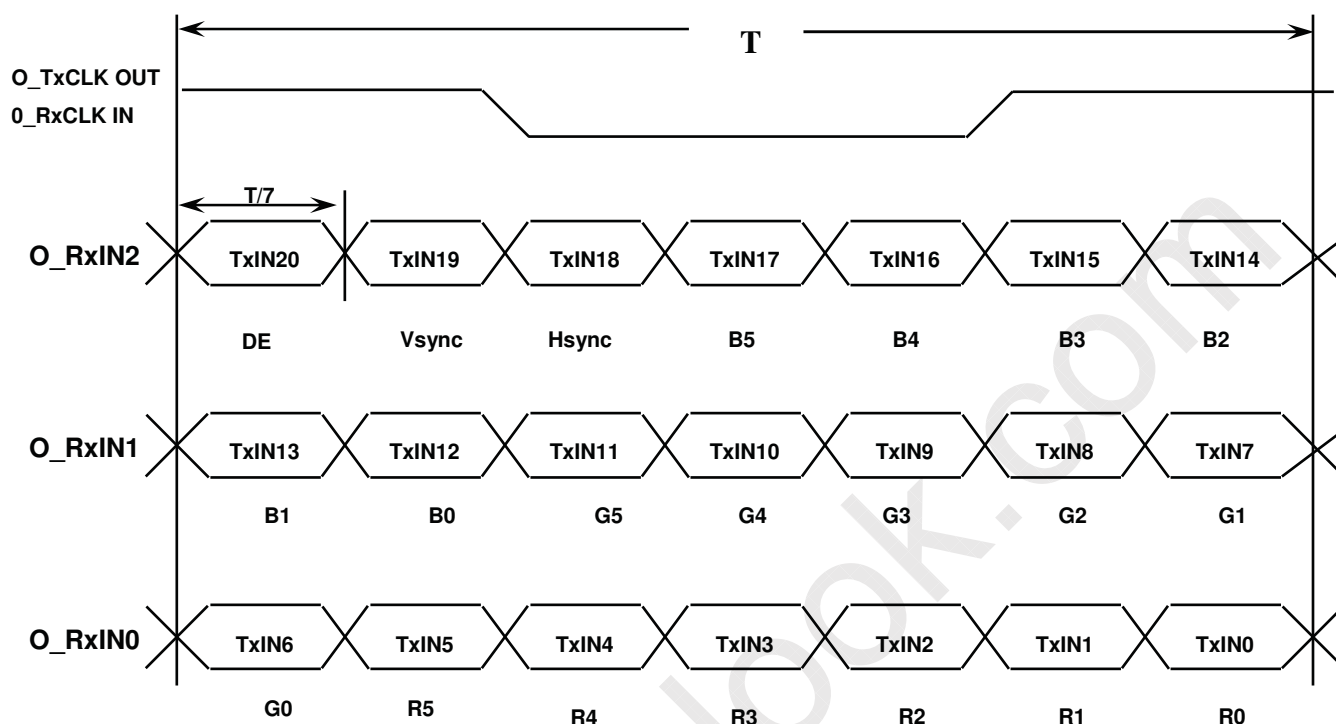 T
O_TxCLK OUT
0_RxCLK IN
T/7
O_RxIN2 TxIN20 TxIN19 TxIN18 TxIN17 TxIN16 TxIN15 TxIN14
DE Vsync Hsync B5 B4 B3 B2
O_RxIN1 TxIN13 TxIN12 TxIN11 TxIN10 TxIN9 TxIN8 TxIN7
B1 B0 G5 G4 G3 G2 G1
O_RxIN0 TxIN6 TxIN5 TxIN4 TxIN3 TxIN2 TxIN1 TxIN0
G0 R5 R4 R3 R2 R1 R0
look.com